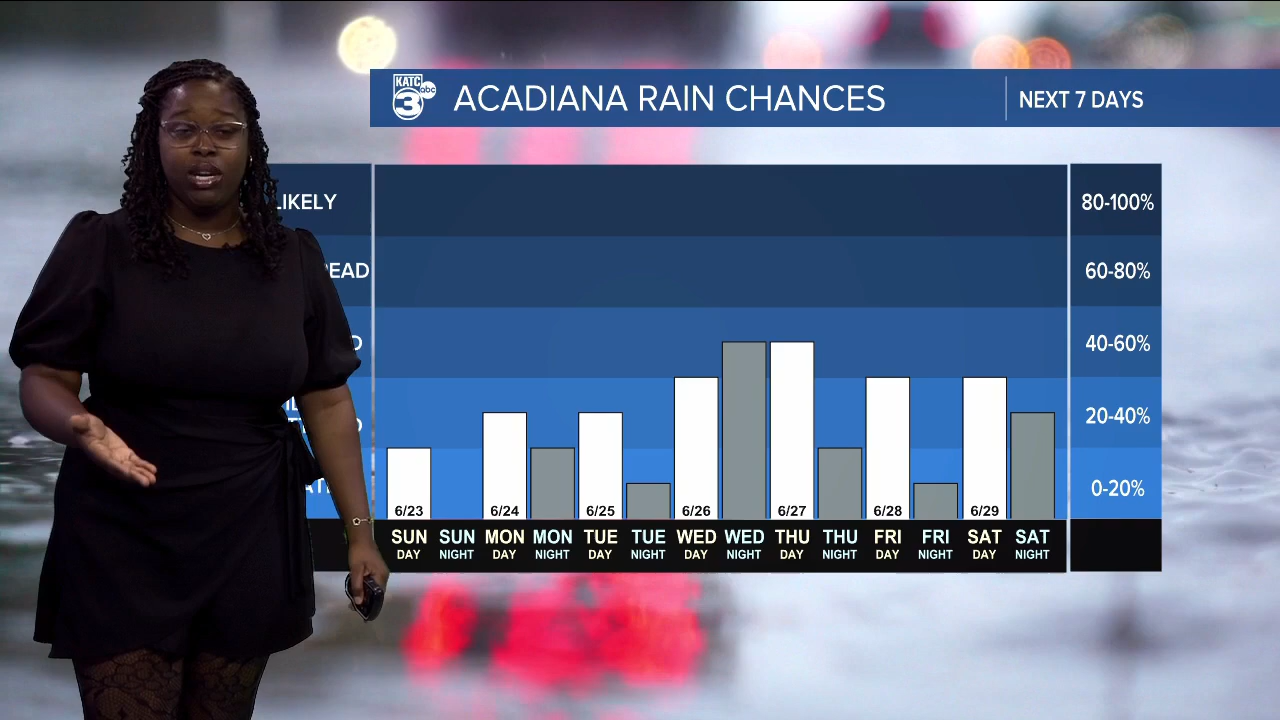 KATC
abc
3
ACADIANA RAIN CHANCES
NEXT 7 DAYS
80-100%
60-80%
40-60%
20-40%
0-20%
6/23
6/24
6/25
6/26
6/27
6/28
6/29
SUN SUN MON MON TUE TUE WED WED THU THU FRI FRI SAT SAT
DAY NIGHT DAY NIGHT DAY NIGHT DAY NIGHT DAY NIGHT DAY NIGHT DAY NIGHT